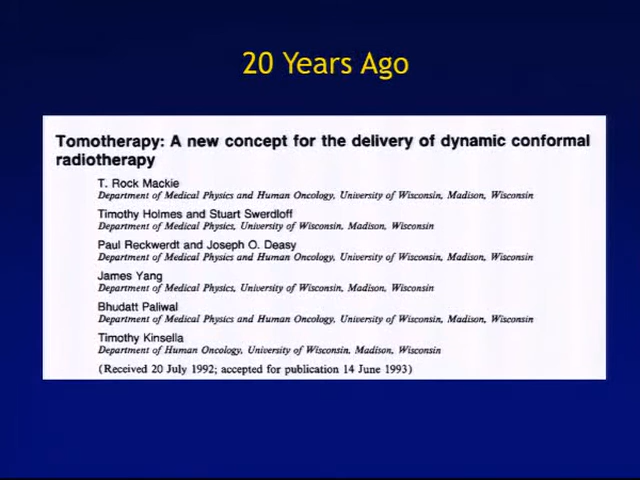 20 Years Ago
Tomotherapy: A new concept for the delivery of dynamic conformal
radiotherapy
T. Rock Mackie
Department of Medical Physics and Human Oncology, University of Wisconsin, Madison, Wisconsin
Timothy Holmes and Stuart Swerdloff
Department of Medical Physics, University of Wisconsin, Madison, Wisconsin
Paul Reckwerdt and Joseph O. Deasy
Department of Medical Physics and Human Oncology, University of Wisconsin, Madison, Wisconsin
James Yang
Department of Medical Physics, University of Wisconsin, Madison, Wisconsin
Bhudatt Paliwal
Department of Medical Physics and Human Oncology, University of Wisconsin, Madison, Wisconsin
Timothy Kinsella
Department of Human Oncology, University of Wisconsin, Madison, Wisconsin
(Received 20 July 1992; accepted for publication 14 June 1993)